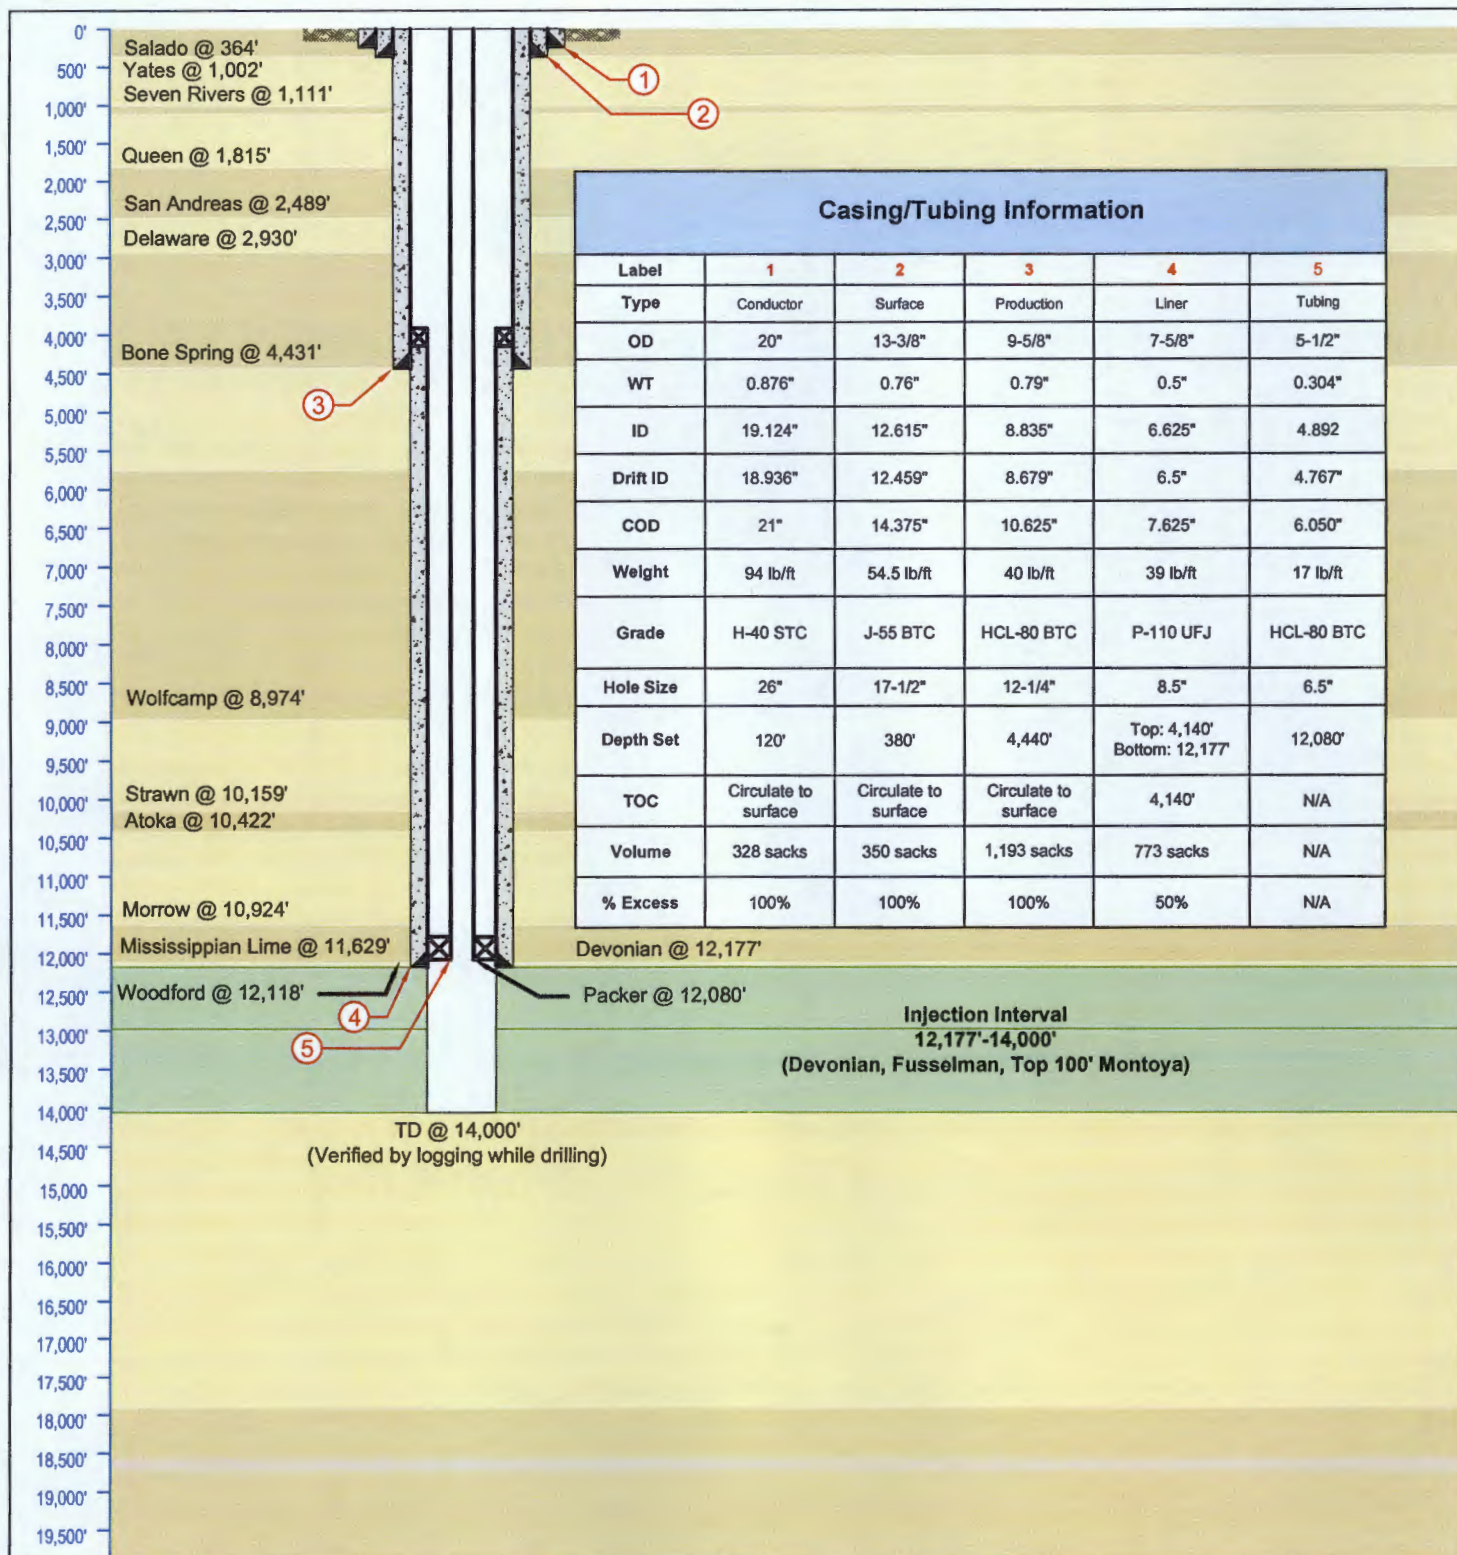 0'
500'
1,000'
1,500'
2,000'
2,500'
3,000'
3,500'
4,000'
4,500'
5,000'
5,500'
6,000'
6,500'
7,000'
7,500'
8,000'
8,500'
9,000'
9,500'
10,000'
10,500'
11,000'
11,500'
12,000'
12,500'
13,000'
13,500'
14,000'
14,500'
15,000
15,500'
16,000'
16,500'
17,000'
17,500'
18,000'
18,500'
19,000'
19,500'
Salado @ 364'
Yates @ 1,002'
Seven Rivers @ 1,111'
Queen @ 1,815'
San Andreas @ 2,489'
Delaware @ 2,930'
Bone Spring @ 4,431'
Wolfcamp @ 8,974'
Strawn @ 10,159'
Atoka @ 10,422'
Morrow @ 10,924'
Mississippian Lime @ 11,629'
Woodford @ 12,118'
1
2
3
4
5
Casing/Tubing Information
Label 1 2 3 4 5
Type Conductor Surface Production Liner Tubing
OD 20" 13-3/8" 9-5/8" 7-5/8" 5-1/2"
WT 0.876" 0.76" 0.79" 0.5" 0.304"
ID 19.124" 12.615" 8.835" 6.625" 4.892
Drift ID 18.936" 12.459" 8.679" 6.5" 4.767"
COD 21" 14.375" 10.625" 7.625" 6.050"
Weight 94 lb/ft 54.5 lb/ft 40 lb/ft 39 lb/ft 17 lb/ft
Grade H-40 STC J-55 BTC HCL-80 BTC P-110 UFJ HCL-80 BTC
Hole Size 26" 17-1/2" 12-1/4" 8.5" 6.5"
Depth Set 120' 380' 4,440' Top: 4,140' Bottom: 12,177' 12,080'
TOC Circulate to surface Circulate to surface Circulate to surface 4,140' N/A
Volume 328 sacks 350 sacks 1,193 sacks 773 sacks N/A
% Excess 100% 100% 100% 50% N/A
Devonian @ 12,177'
Packer @ 12,080'
Injection Interval
12,177'-14,000'
(Devonian, Fusselman, Top 100' Montoya)
TD @ 14,000'
(Verified by logging while drilling)